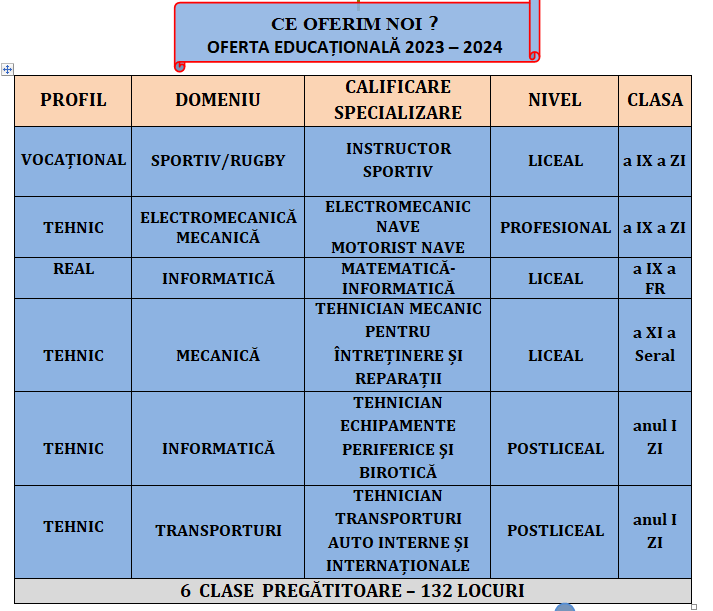 CE OFERIM NOI ?
OFERTA EDUCAȚIONALĂ 2023 – 2024
PROFIL DOMENIU CALIFICARE SPECIALIZARE NIVEL CLASA
VOCAȚIONAL SPORTIV/RUGBY INSTRUCTOR SPORTIV LICEAL a IX a ZI
TEHNIC ELECTROMECANICĂ MECANICĂ ELECTROMECANIC NAVE MOTORIST NAVE PROFESIONAL a IX a ZI
REAL INFORMATICĂ MATEMATICĂ-INFORMATICĂ LICEAL a IX a FR
TEHNIC MECANICĂ TEHNICIAN MECANIC PENTRU ÎNTREȚINERE ȘI REPARAȚII LICEAL a XI a Seral
TEHNIC INFORMATICĂ TEHNICIAN ECHIPAMENTE PERIFERICE ŞI BIROTICĂ POSTLICEAL anul I ZI
TEHNIC TRANSPORTURI TEHNICIAN TRANSPORTURI AUTO INTERNE ȘI INTERNAȚIONALE POSTLICEAL anul I ZI
6 CLASE PREGĂTITOARE – 132 LOCURI